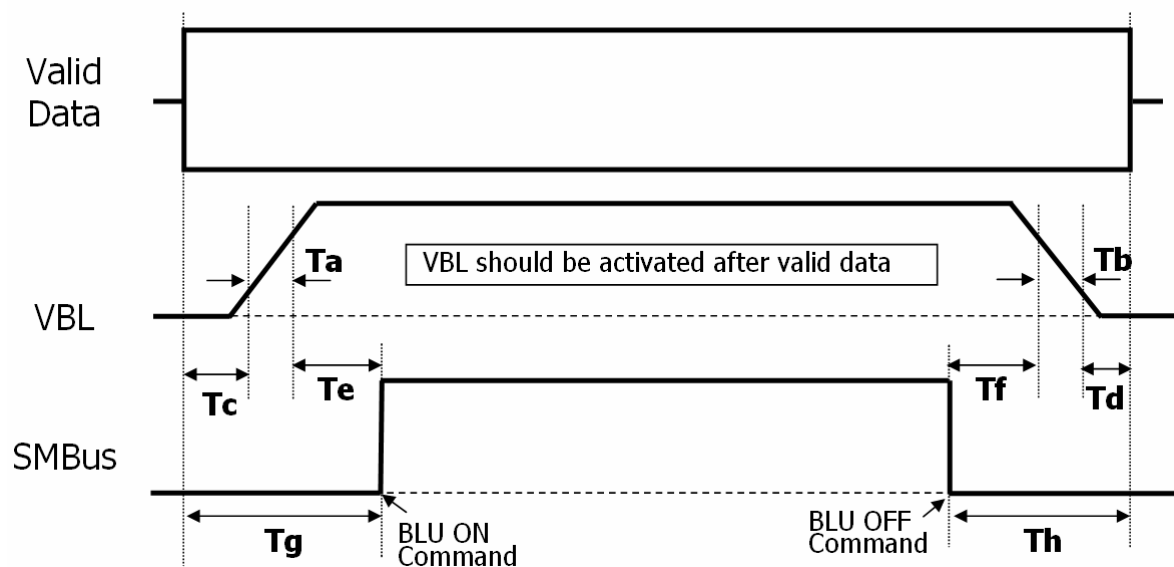 Valid
Data
Ta
VBL should be activated after valid data
Tb
VBL
Tc
Te
Tf
Td
SMBus
Tg
BLU ON
Command
BLU OFF
Command
Th